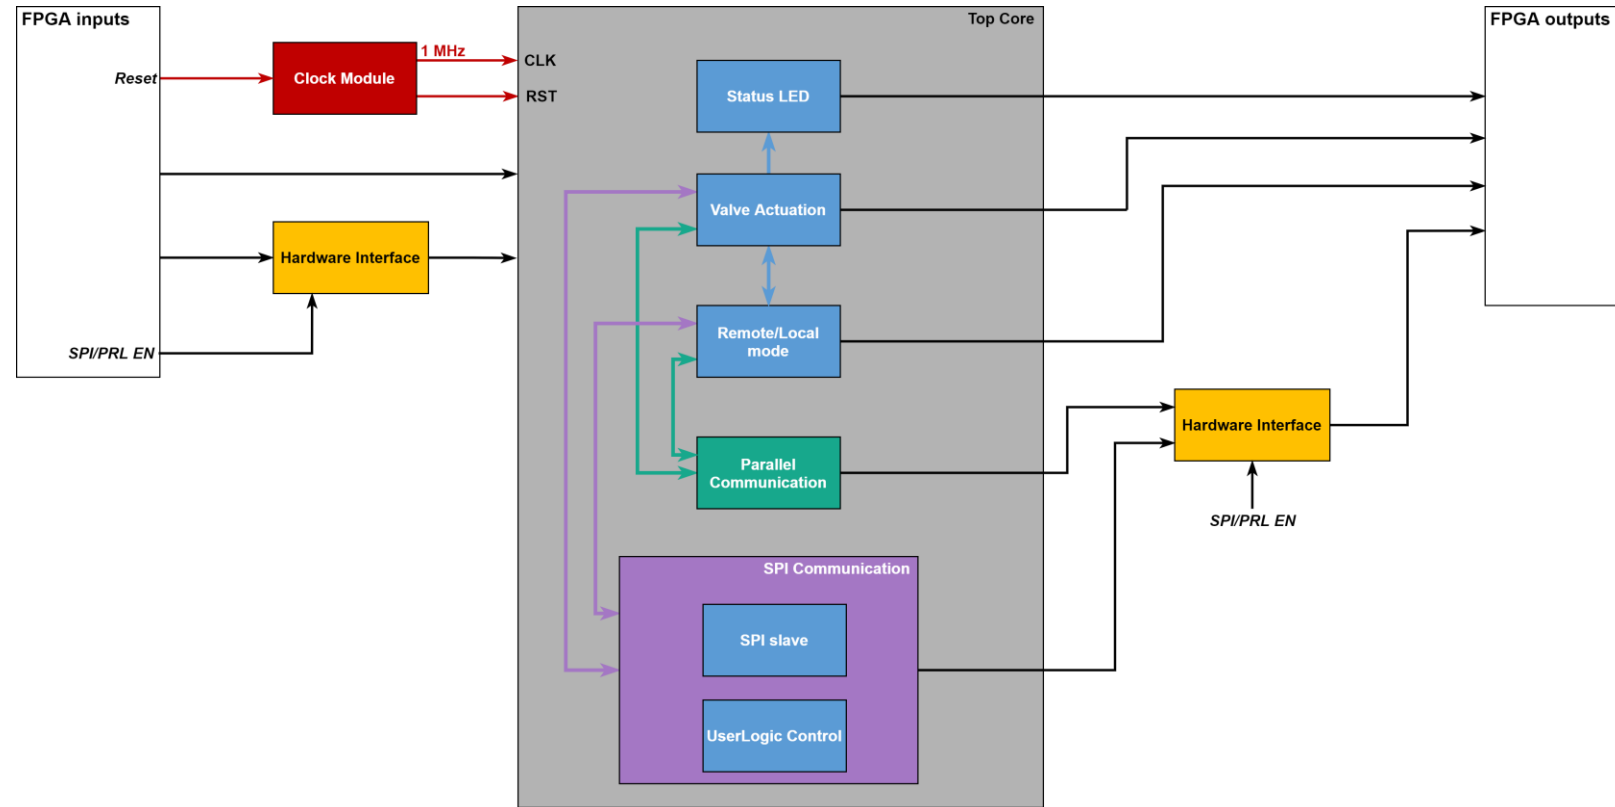 FPGA inputs
Top Core
FPGA outputs
1 MHz
CLK
Reset
Clock Module
RST
Status LED
Valve Actuation
Hardware Interface
SPI/PRL EN
Remote/Local
mode
Hardware Interface
Parallel
Communication
SPI/PRL EN
SPI Communication
SPI slave
UserLogic Control